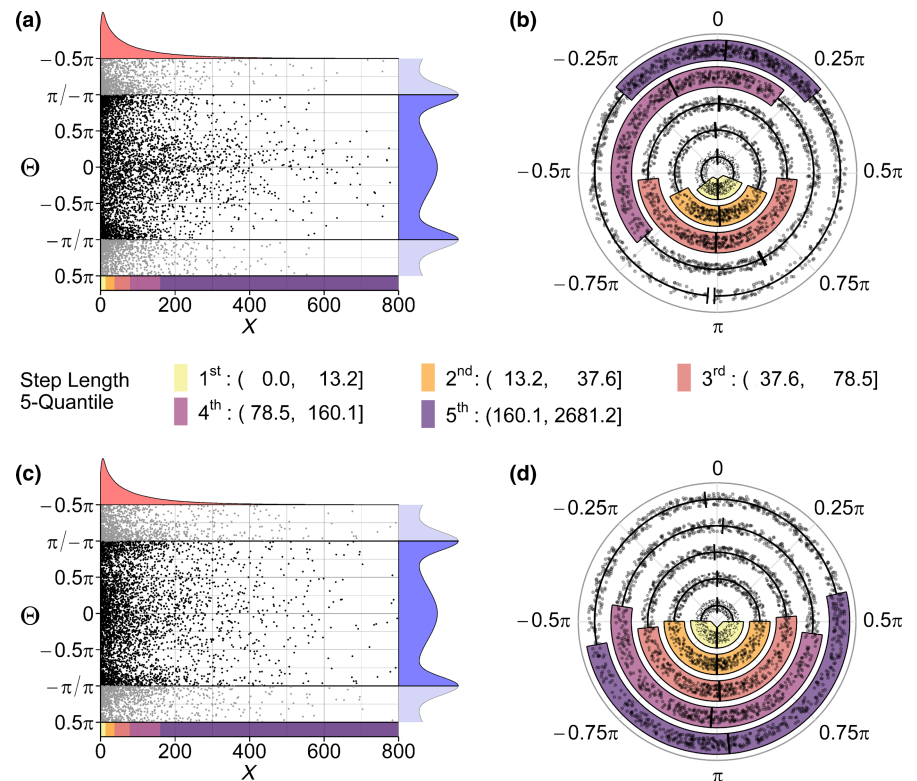 (a)
−0.5π
π/−π
0.5π
Θ 0
−0.5π
−π/π
0.5π
0 200 400 600 800
X
(b)
0
−0.25π 0.25π
−0.5π 0.5π
−0.75π 0.75π
π
Step Length
5-Quantile
1st : ( 0.0, 13.2]
2nd : ( 13.2, 37.6]
3rd : ( 37.6, 78.5]
4th : ( 78.5, 160.1]
5th : (160.1, 2681.2]
(c)
−0.5π
π/−π
0.5π
Θ 0
−0.5π
−π/π
0.5π
0 200 400 600 800
X
(d)
0
−0.25π 0.25π
−0.5π 0.5π
−0.75π 0.75π
π